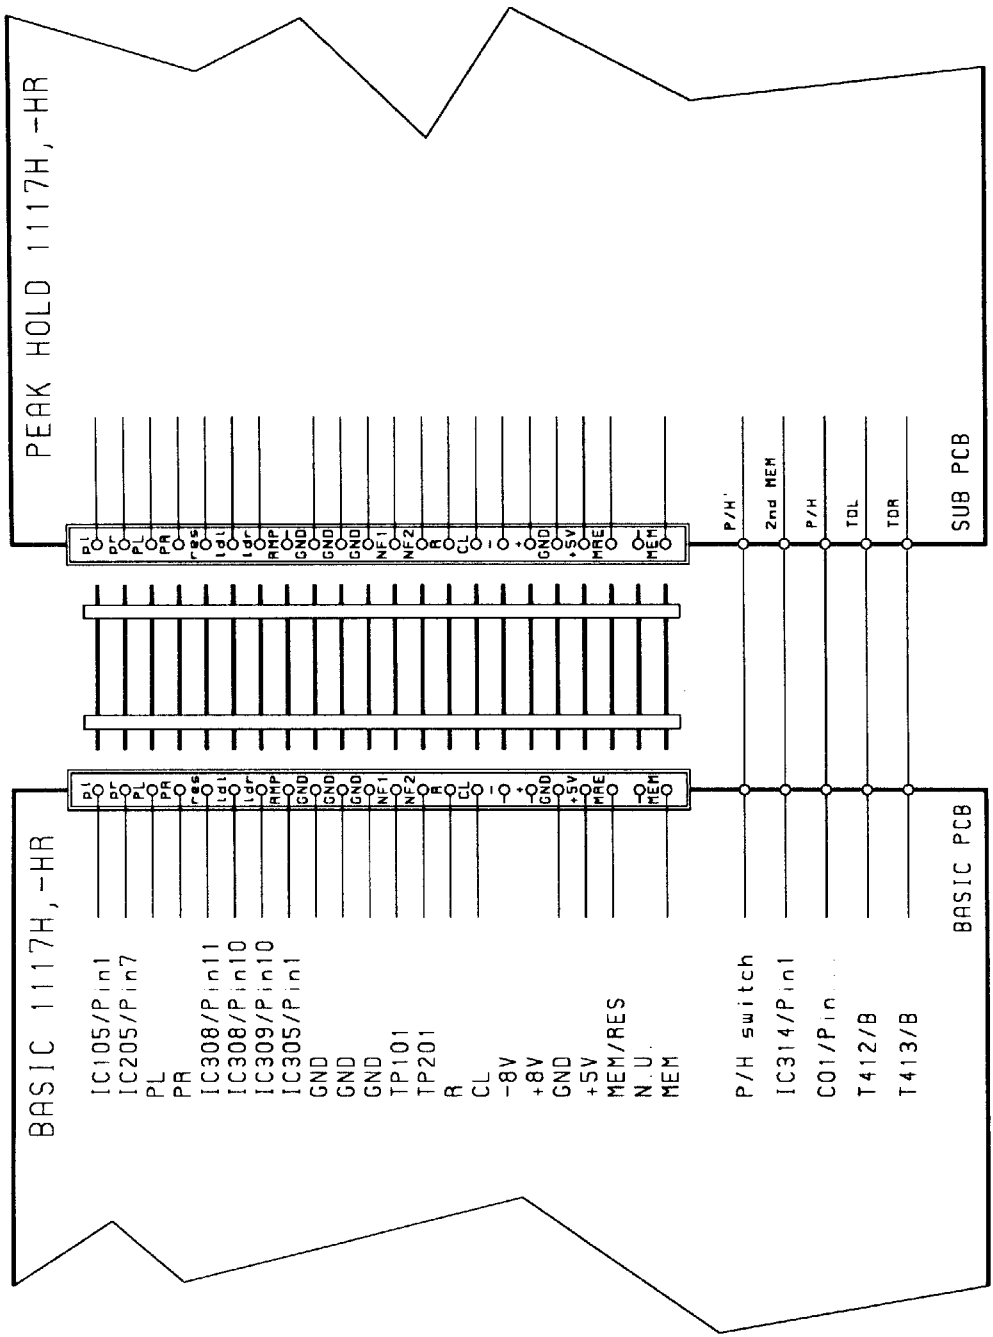 PEAK HOLD 1117H,-HR
pl
pr
PL
PR
res
ldl
ldr
RMP
GND
GND
GND
NF1
NF2
R
CL
-
+
GND
+5V
MRE
-
MEM
P/H'
2nd MEM
P/H
TDL
TDR
SUB PCB
BASIC 1117H,-HR
pl
pr
PL
PR
res
ldl
ldr
RMP
GND
GND
GND
NF1
NF2
R
CL
-
+
GND
+5V
MRE
-
MEM
IC105/Pin1
IC205/Pin7
PL
PR
IC308/Pin11
IC308/Pin10
IC309/Pin10
IC305/Pin1
GND
GND
GND
TP101
TP201
R
CL
-8V
+8V
GND
+5V
MEM/RES
N.U.
MEM
P/H switch
IC314/Pin1
CO1/Pin...
T412/B
T413/B
BASIC PCB